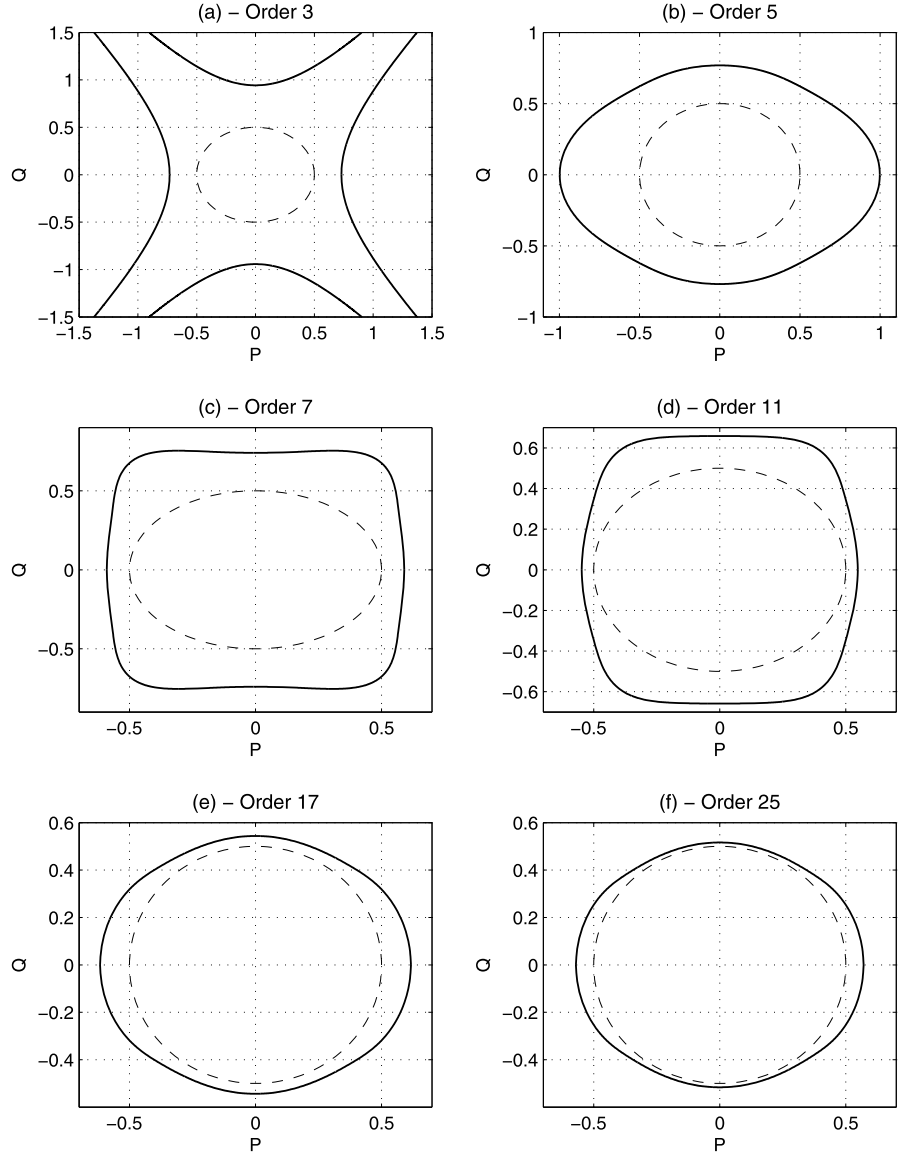 (a) − Order 3
1.5
1
0.5
0
−0.5
−1
−1.5
Q
−1.5 −1 −0.5 0 0.5 1 1.5
P
(b) − Order 5
1
0.5
0
−0.5
−1
Q
−1 −0.5 0 0.5 1
P
(c) − Order 7
0.5
0
−0.5
Q
−0.5 0 0.5
P
(d) − Order 11
0.6
0.4
0.2
0
−0.2
−0.4
−0.6
Q
−0.5 0 0.5
P
(e) − Order 17
0.6
0.4
0.2
0
−0.2
−0.4
Q
−0.5 0 0.5
P
(f) − Order 25
0.6
0.4
0.2
0
−0.2
−0.4
Q
−0.5 0 0.5
P